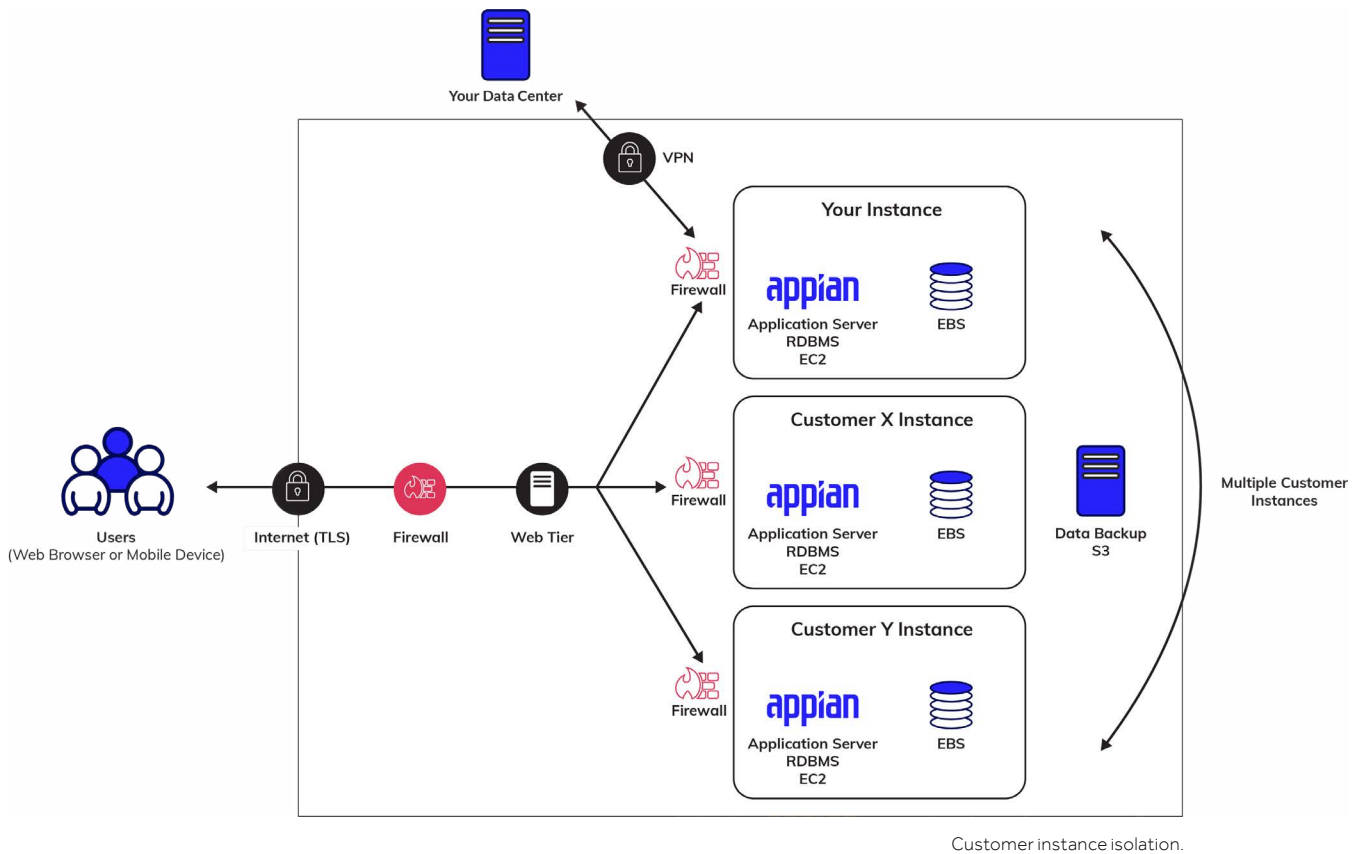 Your Data Center
VPN
Your Instance
Firewall
appian
Application Server
RDBMS
EC2
EBS
Customer X Instance
Firewall
appian
Application Server
RDBMS
EC2
EBS
Users
(Web Browser or Mobile Device)
Internet (TLS)
Firewall
Web Tier
Data Backup
S3
Multiple Customer
Instances
Customer Y Instance
Firewall
appian
Application Server
RDBMS
EC2
EBS
Customer instance isolation.